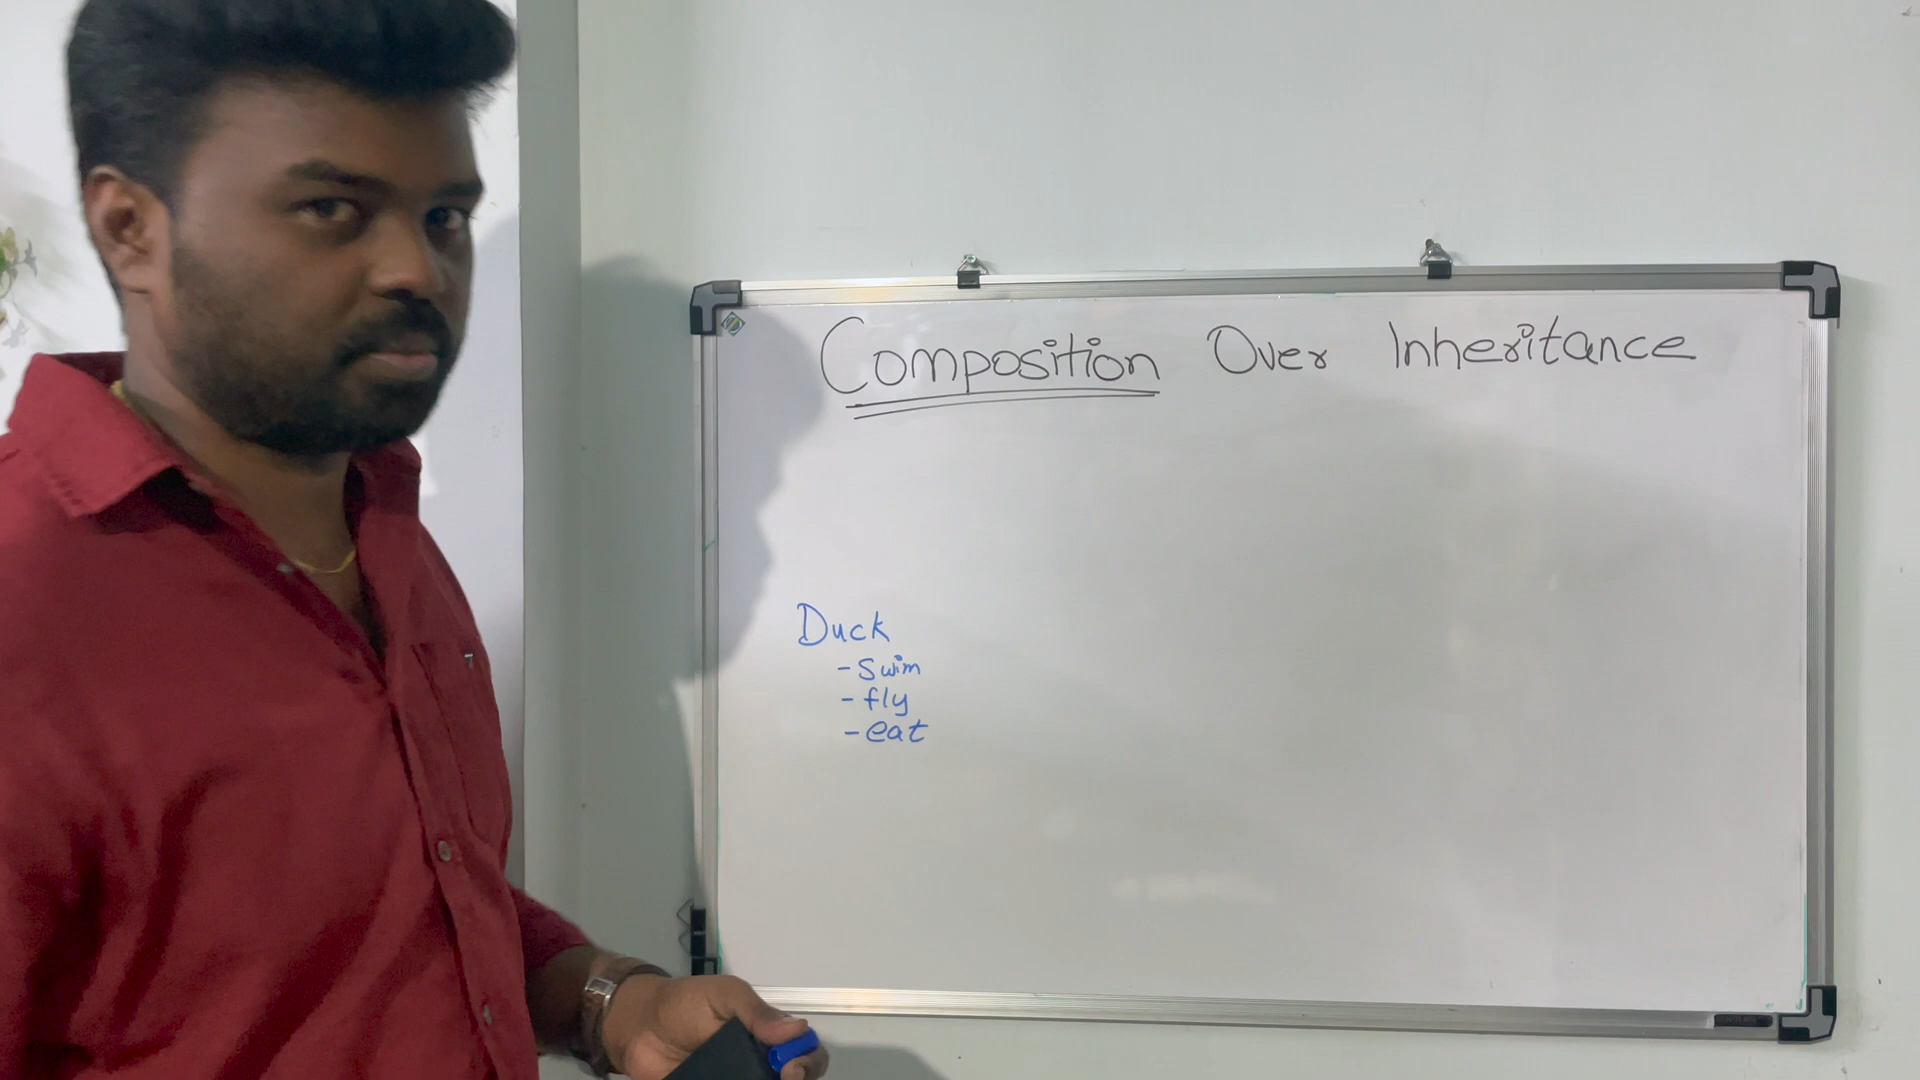 Composition Over Inheritance
Duck
- Swim
- fly
- eat